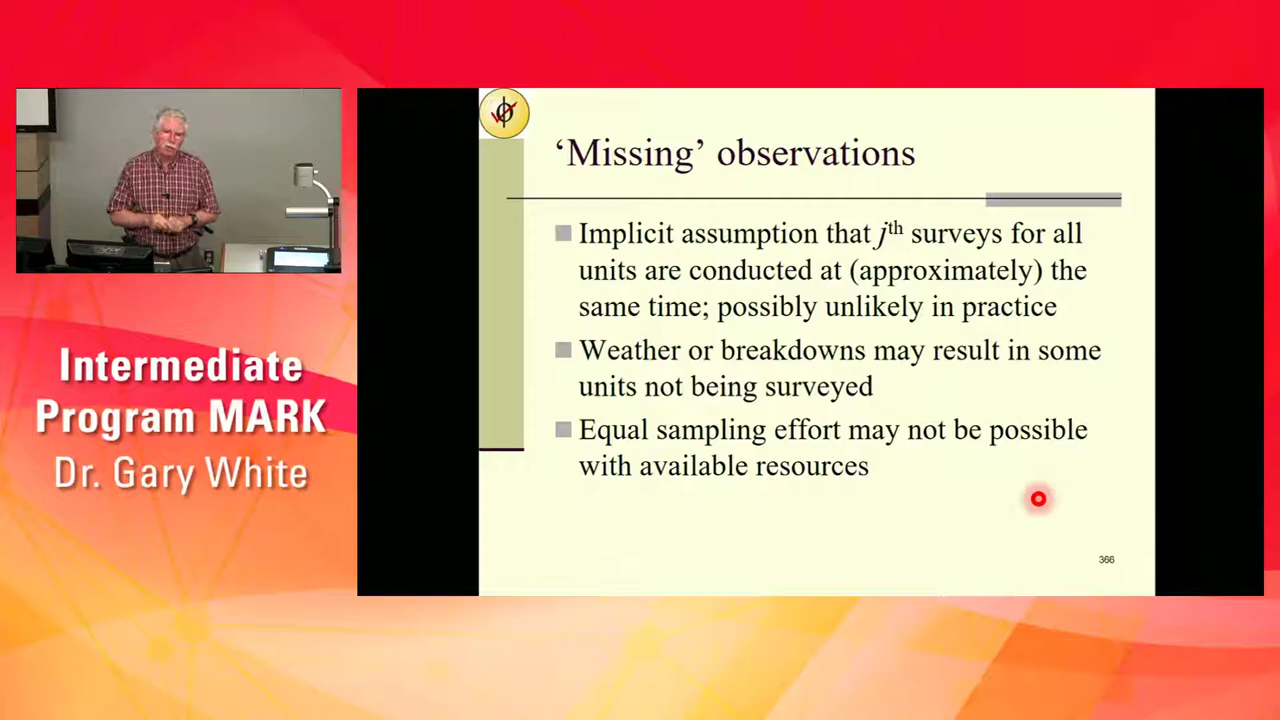 Intermediate
Program MARK
Dr. Gary White
‘Missing’ observations
Implicit assumption that jth surveys for all
units are conducted at (approximately) the
same time; possibly unlikely in practice
Weather or breakdowns may result in some
units not being surveyed
Equal sampling effort may not be possible
with available resources
366